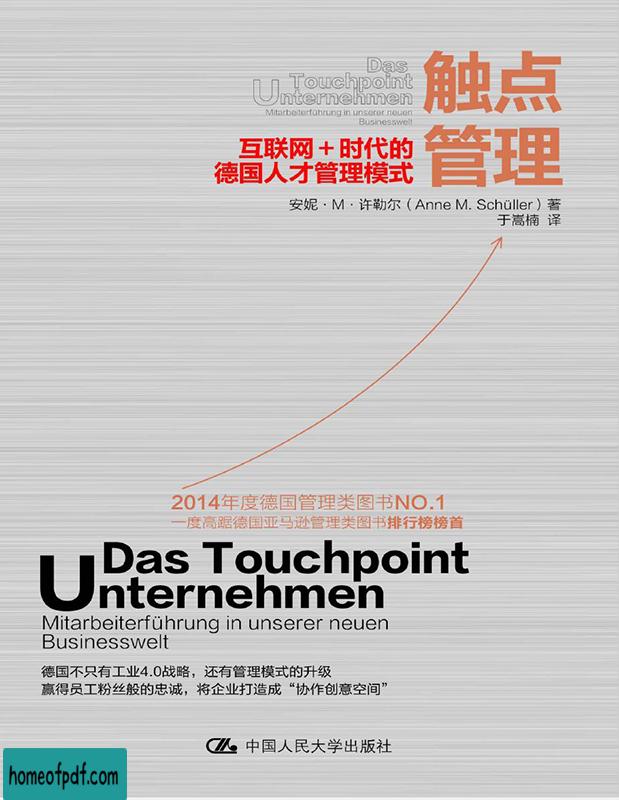 Das
Touchpoint
Unternehmen
Mitarbeiterführung in unserer neuen
Businesswelt
触点
管理
互联网+时代的
德国人才管理模式
安妮·M·许勒尔(Anne M. Schüller)著
于嵩楠 译
2014年度德国管理类图书NO.1
一度高踞德国亚马逊管理类图书排行榜榜首
Das Touchpoint
Unternehmen
Mitarbeiterführung in unserer neuen
Businesswelt
德国不只有工业4.0战略，还有管理模式的升级
赢得员工粉丝般的忠诚，将企业打造成“协作创意空间”
中国人民大学出版社
homeofpdf.com